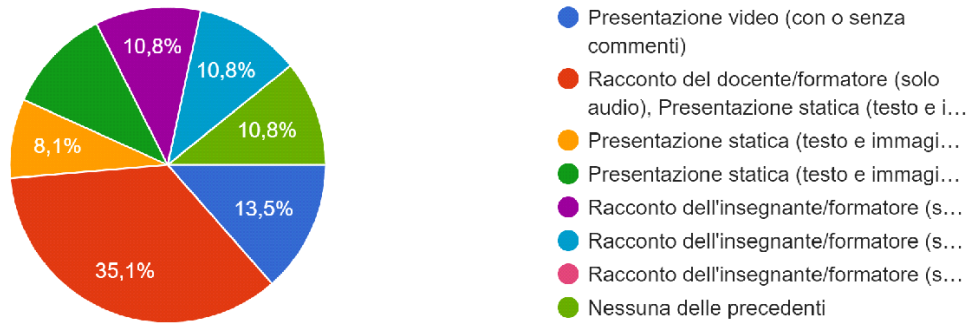 10,8%
10,8%
10,8%
8,1%
13,5%
35,1%
Presentazione video (con o senza
commenti)
Racconto del docente/formatore (solo
audio), Presentazione statica (testo e i…
Presentazione statica (testo e immagi…
Presentazione statica (testo e immagi…
Racconto dell'insegnante/formatore (s…
Racconto dell'insegnante/formatore (s…
Racconto dell'insegnante/formatore (s…
Nessuna delle precedenti